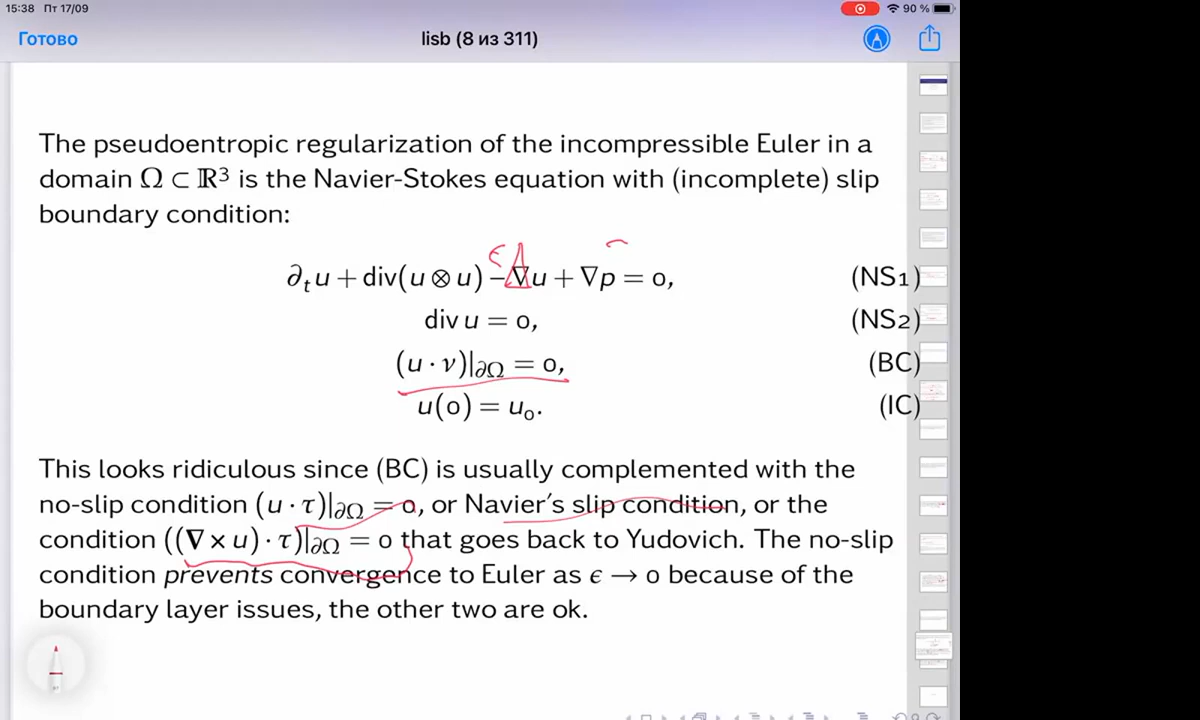 15:38 Пт 17/09
90 %
Готово
lisb (8 из 311)
The pseudoentropic regularization of the incompressible Euler in a
domain Ω ⊂ ℝ³ is the Navier-Stokes equation with (incomplete) slip
boundary condition:
∂ₜu + div(u ⊗ u) − ∇u + ∇p = 0, (NS1)
ϵ Δ
div u = 0, (NS2)
(u · ν)|∂Ω = 0, (BC)
u(0) = u₀. (IC)
This looks ridiculous since (BC) is usually complemented with the
no-slip condition (u · τ)|∂Ω = 0, or Navier's slip condition, or the
condition ((∇ × u) · τ)|∂Ω = 0 that goes back to Yudovich. The no-slip
condition prevents convergence to Euler as ϵ → 0 because of the
boundary layer issues, the other two are ok.